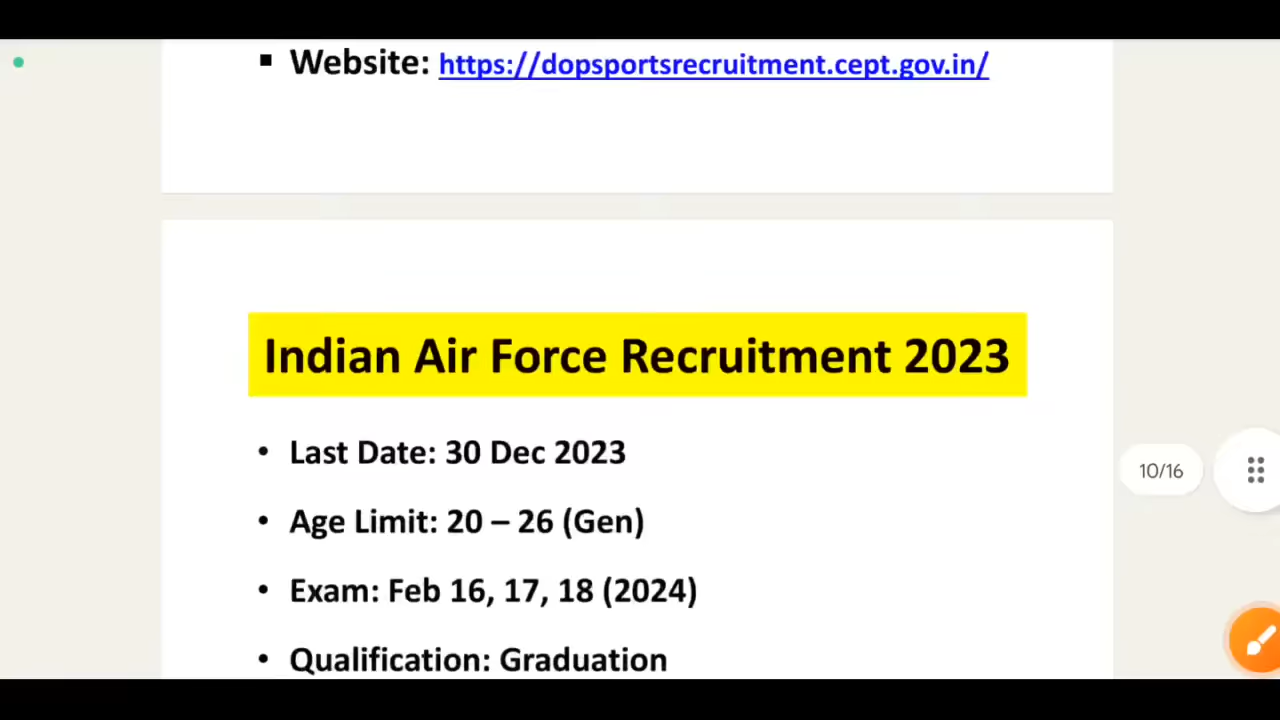 ▪ Website: https://dopsportsrecruitment.cept.gov.in/
Indian Air Force Recruitment 2023
• Last Date: 30 Dec 2023
• Age Limit: 20 – 26 (Gen)
10/16
• Exam: Feb 16, 17, 18 (2024)
• Qualification: Graduation